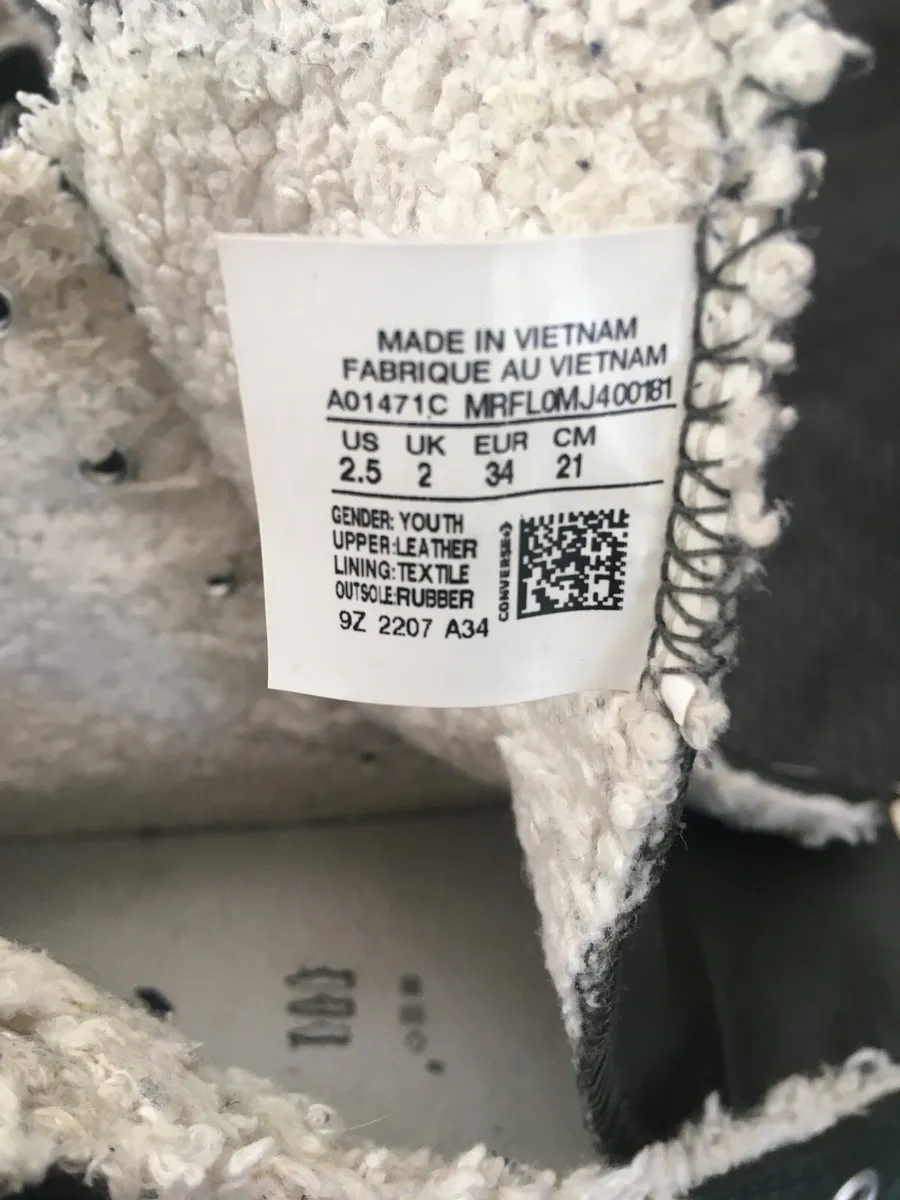 MADE IN VIETNAM
FABRIQUE AU VIETNAM
A01471C MRFL0MJ400181
US UK EUR CM
2.5 2 34 21
GENDER: YOUTH
UPPER:LEATHER
LINING:TEXTILE
OUTSOLE:RUBBER
CONVERSE
9Z 2207 A34